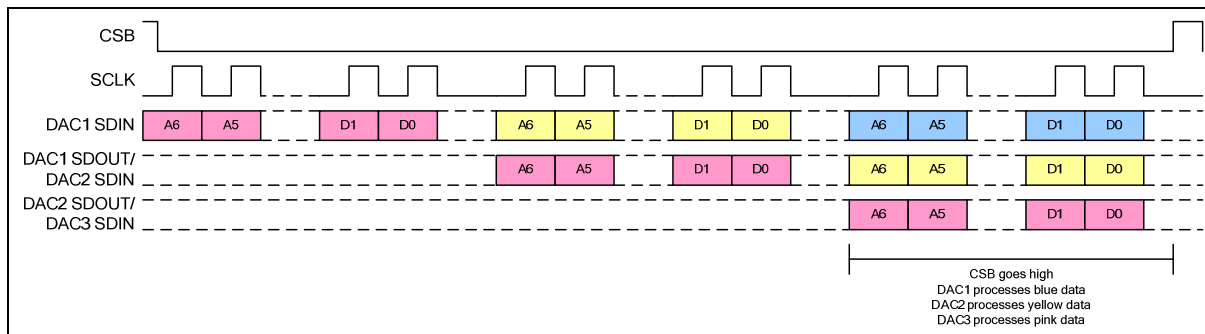 CSB
SCLK
DAC1 SDIN
A6 A5 D1 D0 A6 A5 D1 D0 A6 A5 D1 D0
DAC1 SDOUT/
DAC2 SDIN
A6 A5 D1 D0 A6 A5 D1 D0
DAC2 SDOUT/
DAC3 SDIN
A6 A5 D1 D0
CSB goes high
DAC1 processes blue data
DAC2 processes yellow data
DAC3 processes pink data